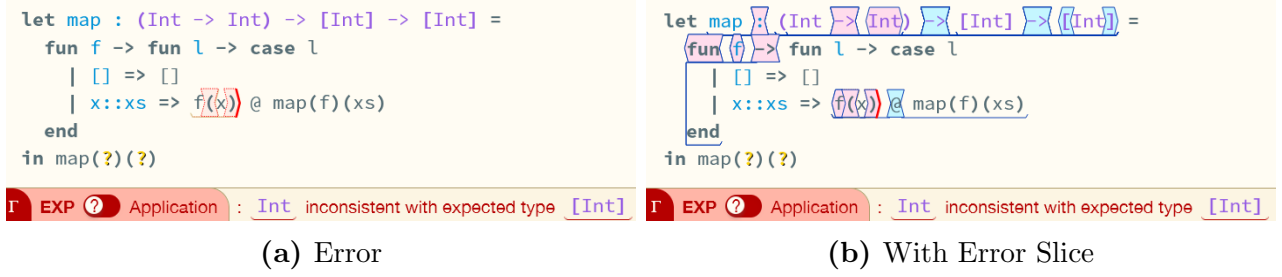 let map : (Int -> Int) -> [Int] -> [Int] =
fun f -> fun l -> case l
| [] => []
| x::xs => f(x) @ map(f)(xs)
end
in map(?)(?)
Γ EXP ? Application : Int inconsistent with expected type [Int]
(a) Error
let map : (Int -> Int) -> [Int] -> [Int] =
fun f -> fun l -> case l
| [] => []
| x::xs => f(x) @ map(f)(xs)
end
in map(?)(?)
Γ EXP ? Application : Int inconsistent with expected type [Int]
(b) With Error Slice